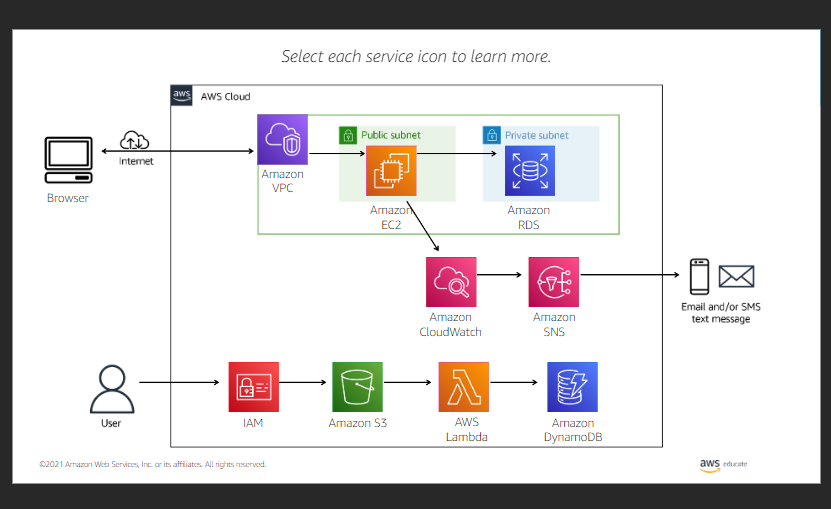 Select each service icon to learn more.
aws
AWS Cloud
Public subnet
Private subnet
Internet
Browser
Amazon
VPC
Amazon
EC2
Amazon
RDS
Amazon
CloudWatch
Amazon
SNS
Email and/or SMS
text message
User
IAM
Amazon S3
AWS
Lambda
Amazon
DynamoDB
©2021 Amazon Web Services, Inc. or its affiliates. All rights reserved.
aws educate